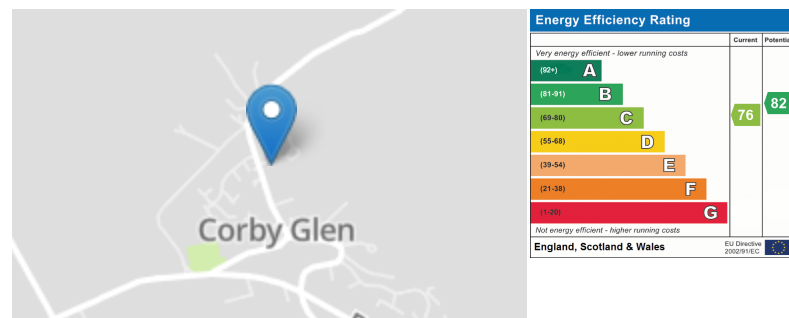 Corby Glen
Energy Efficiency Rating
Current Potentia
Very energy efficient - lower running costs
(92+) A
(81-91) B
(69-80) C
(55-68) D
(39-54) E
(21-38) F
(1-20) G
76
82
Not energy efficient - higher running costs
England, Scotland & Wales
EU Directive
2002/91/EC